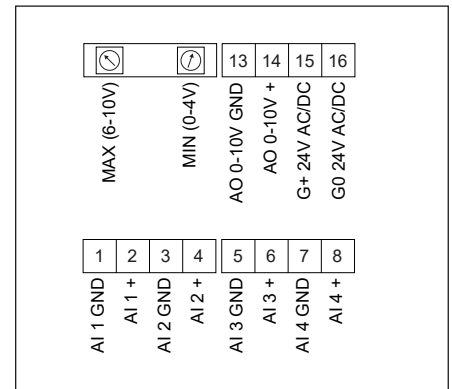 13 14 15 16
MAX (6-10V)
MIN (0-4V)
AO 0-10V GND
AO 0-10V +
G+ 24V AC/DC
G0 24V AC/DC
1 2 3 4 5 6 7 8
AI 1 GND
AI 1 +
AI 2 GND
AI 2 +
AI 3 GND
AI 3 +
AI 4 GND
AI 4 +